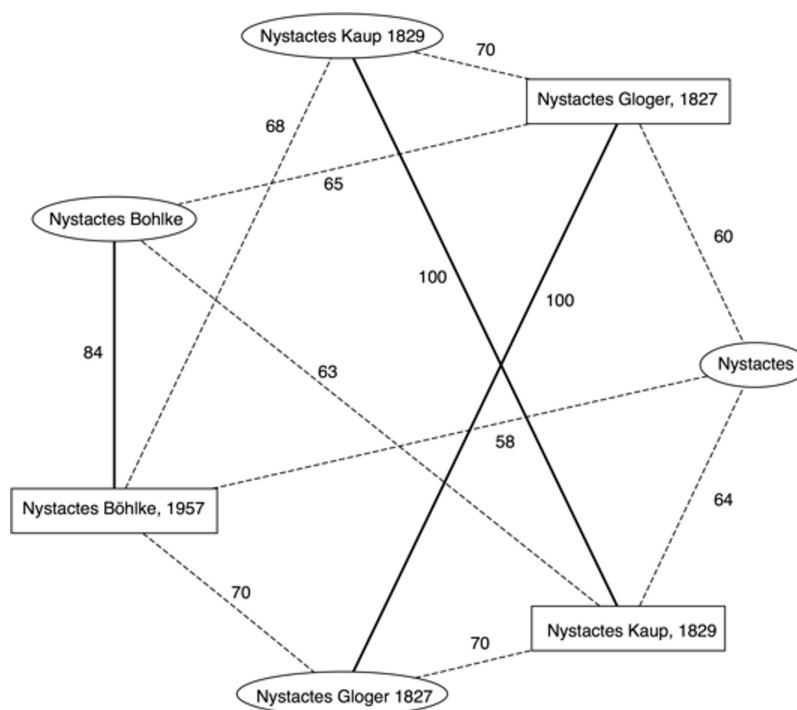 Nystactes Kaup 1829
70
Nystactes Gloger, 1827
68
65
Nystactes Bohlke
60
100
100
84
63
Nystactes
58
Nystactes Böhlke, 1957
64
70
Nystactes Kaup, 1829
70
Nystactes Gloger 1827